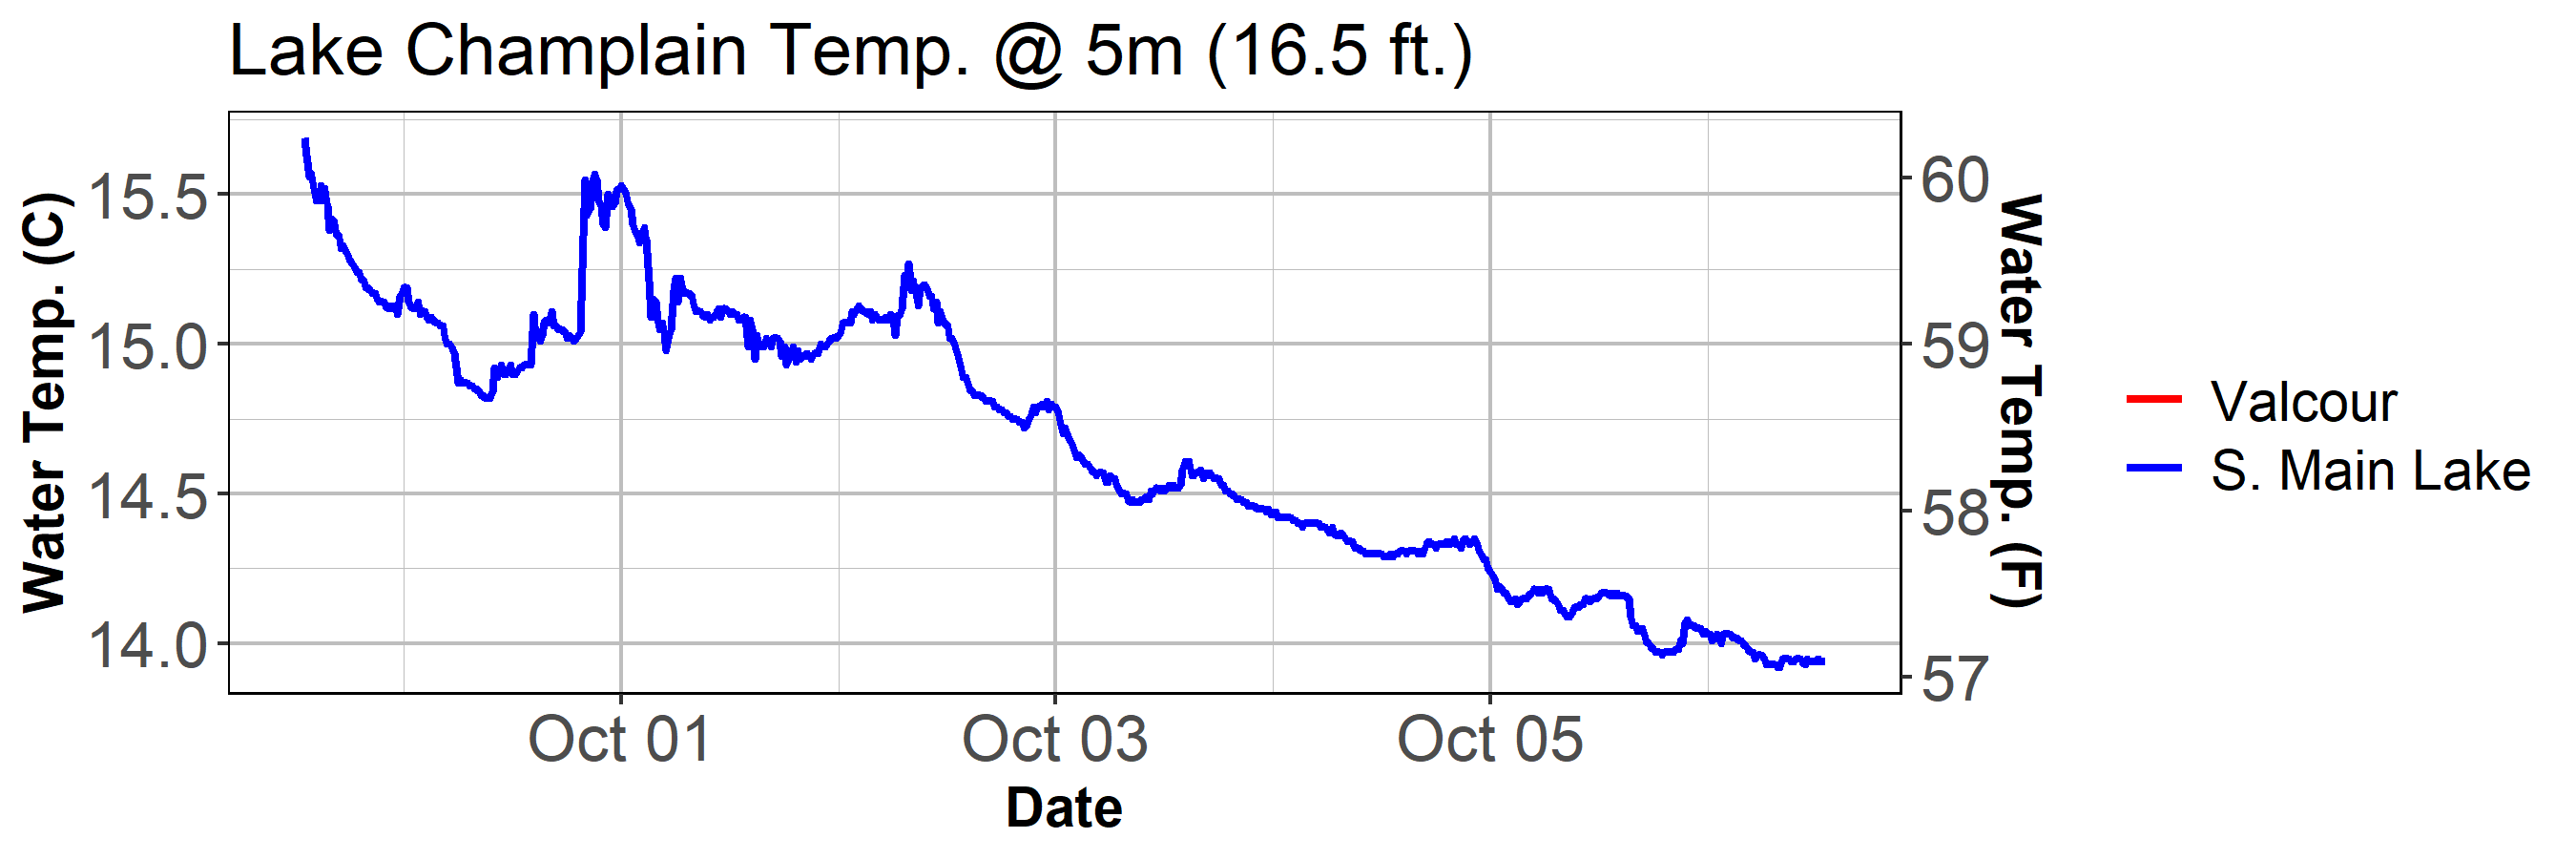 Lake Champlain Temp. @ 5m (16.5 ft.)
Water Temp. (C)
15.5
15.0
14.5
14.0
60
59
58
57
Water Temp. (F)
Oct 01
Oct 03
Oct 05
Date
Valcour
S. Main Lake